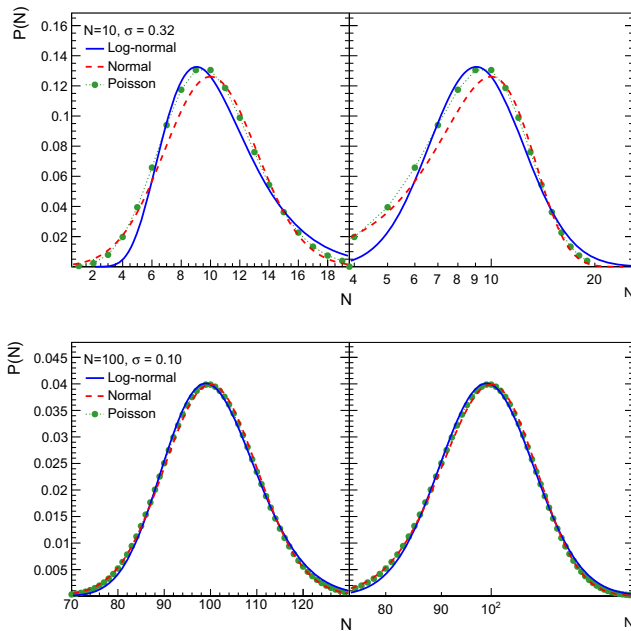 P(N)
0.16
0.14
0.12
0.1
0.08
0.06
0.04
0.02
N=10, σ = 0.32
Log-normal
Normal
Poisson
2 4 6 8 10 12 14 16 18
N
4 5 6 7 8 9 10 20
N
P(N)
0.045
0.04
0.035
0.03
0.025
0.02
0.015
0.01
0.005
N=100, σ = 0.10
Log-normal
Normal
Poisson
70 80 90 100 110 120
N
80 90 10²
N